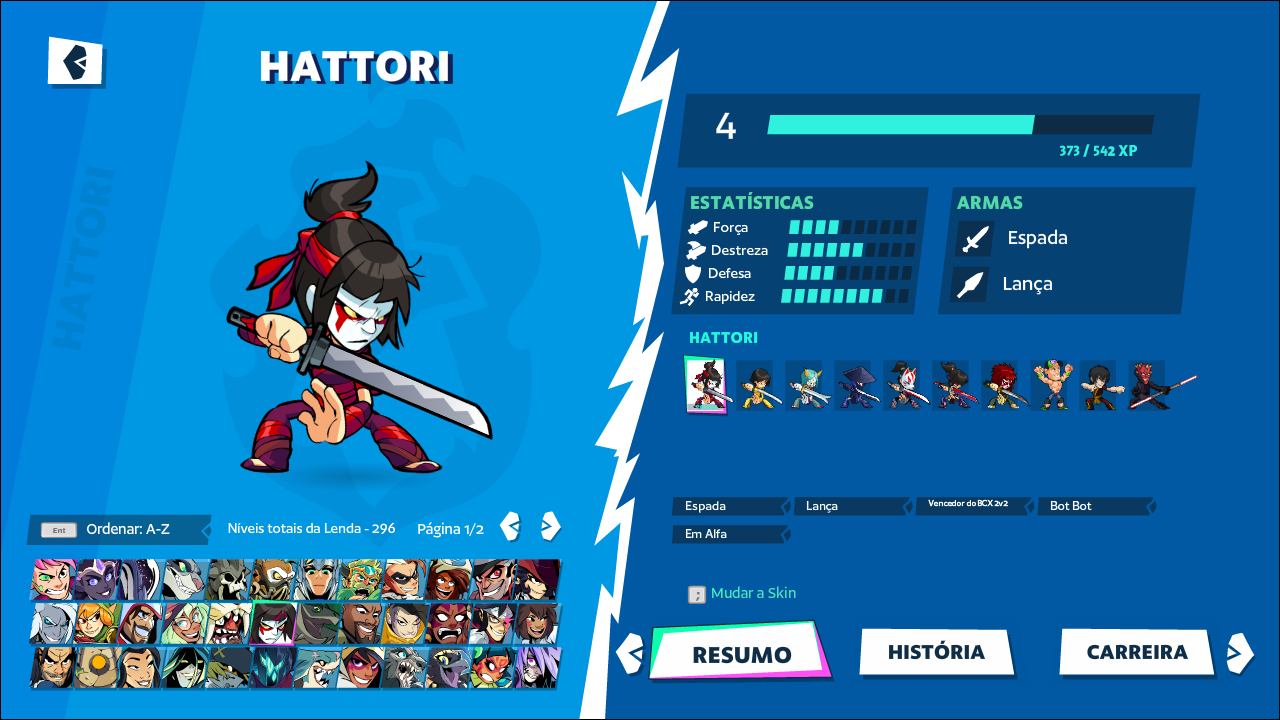 HATTORI
HATTORI
4
373 / 542 XP
ESTATÍSTICAS
Força
Destreza
Defesa
Rapidez
ARMAS
Espada
Lança
HATTORI
Ent
Ordenar: A-Z
Níveis totais da Lenda - 296
Página 1/2
Espada
Lança
Vencedor do BCX 2v2
Bot Bot
Em Alfa
; Mudar a Skin
RESUMO
HISTÓRIA
CARREIRA